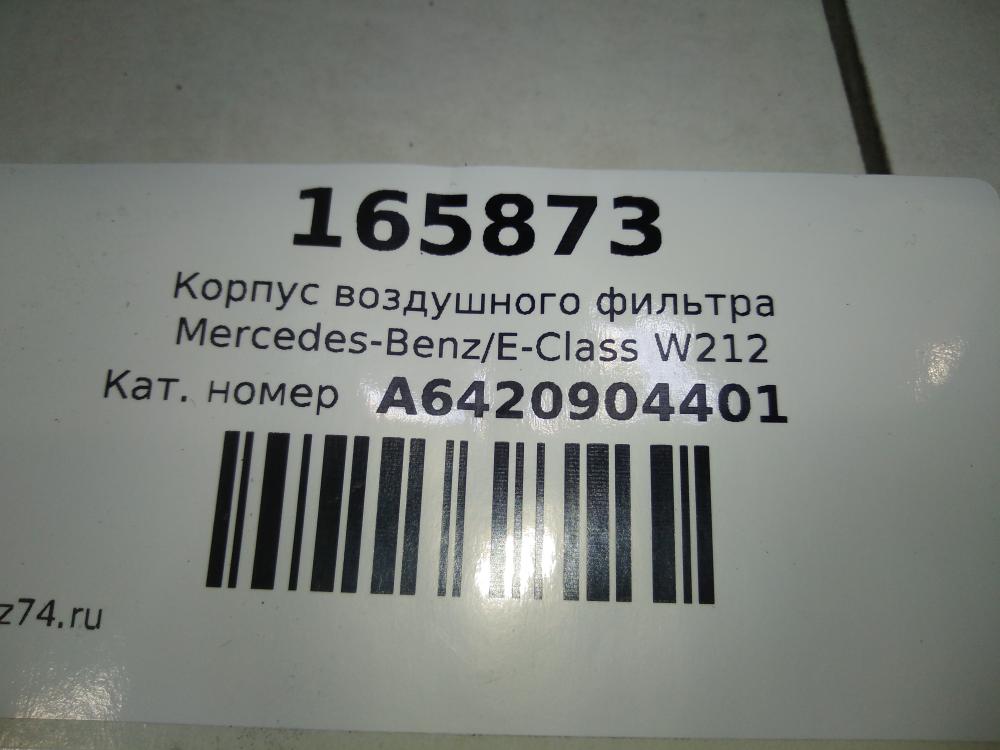 165873
Корпус воздушного фильтра
Mercedes-Benz/E-Class W212
Кат. номер A6420904401
z74.ru